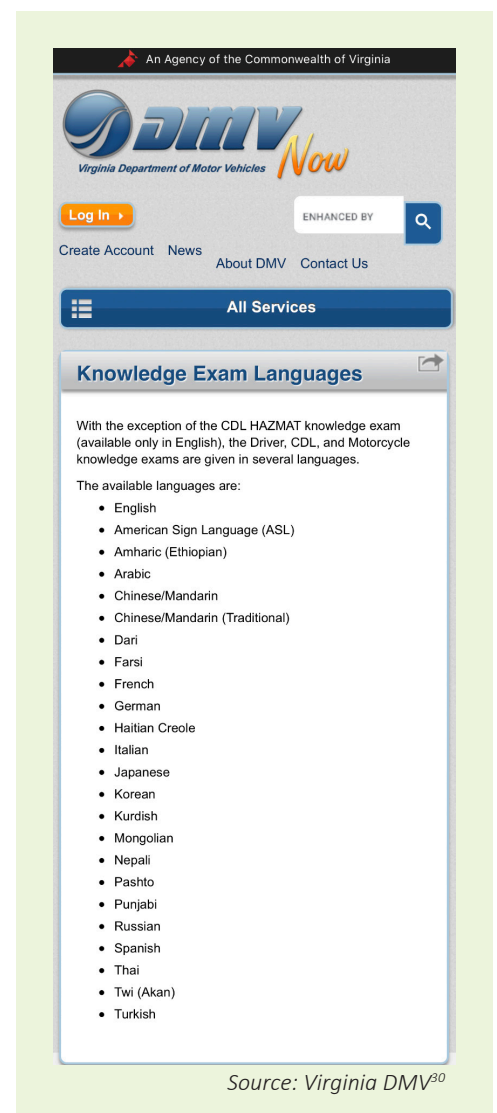 An Agency of the Commonwealth of Virginia
DMV
Now
Virginia Department of Motor Vehicles
Log In
ENHANCED BY
Create Account News
About DMV Contact Us
All Services
Knowledge Exam Languages
With the exception of the CDL HAZMAT knowledge exam
(available only in English), the Driver, CDL, and Motorcycle
knowledge exams are given in several languages.
The available languages are:
• English
• American Sign Language (ASL)
• Amharic (Ethiopian)
• Arabic
• Chinese/Mandarin
• Chinese/Mandarin (Traditional)
• Dari
• Farsi
• French
• German
• Haitian Creole
• Italian
• Japanese
• Korean
• Kurdish
• Mongolian
• Nepali
• Pashto
• Punjabi
• Russian
• Spanish
• Thai
• Twi (Akan)
• Turkish
Source: Virginia DMV30